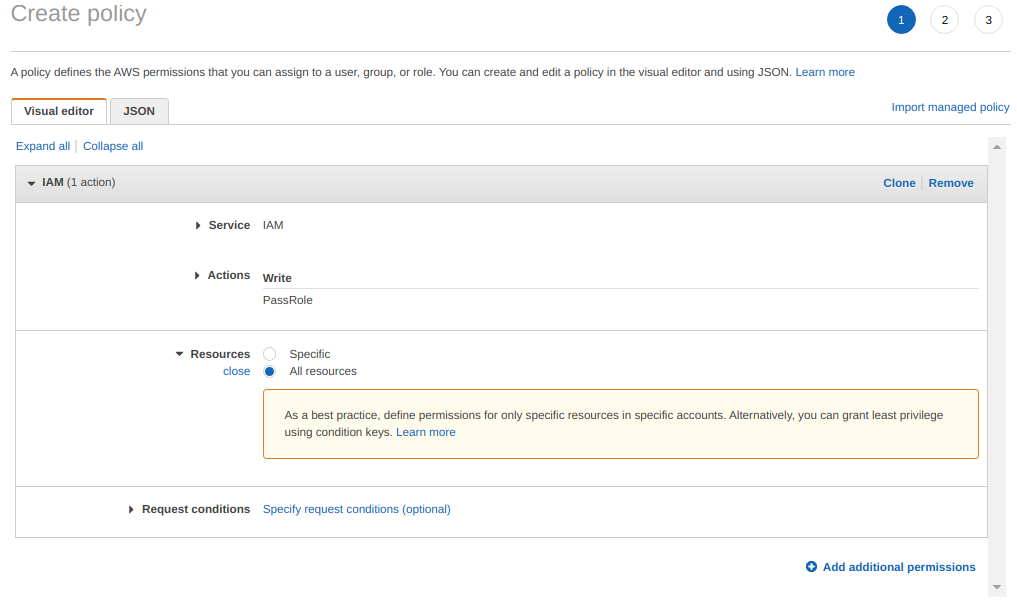 Create policy
1 2 3
A policy defines the AWS permissions that you can assign to a user, group, or role. You can create and edit a policy in the visual editor and using JSON. Learn more
Visual editor JSON Import managed policy
Expand all Collapse all
IAM (1 action) Clone Remove
Service IAM
Actions Write
PassRole
Resources Specific
close All resources
As a best practice, define permissions for only specific resources in specific accounts. Alternatively, you can grant least privilege
using condition keys. Learn more
Request conditions Specify request conditions (optional)
Add additional permissions